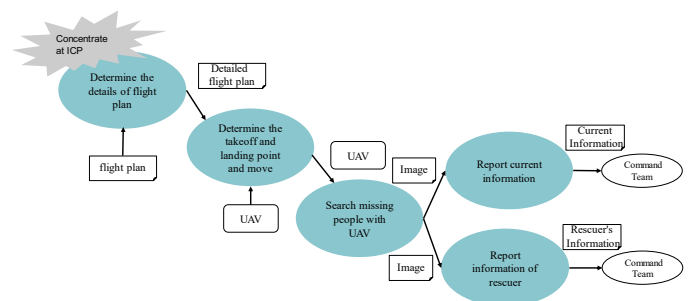 Concentrate
at ICP
Determine the
details of flight
plan
Detailed
flight plan
flight plan
Determine the
takeoff and
landing point
and move
UAV
UAV
Search missing
people with
UAV
Image
Report current
information
Current
Information
Command
Team
Image
Report
information of
rescuer
Rescuer's
Information
Command
Team